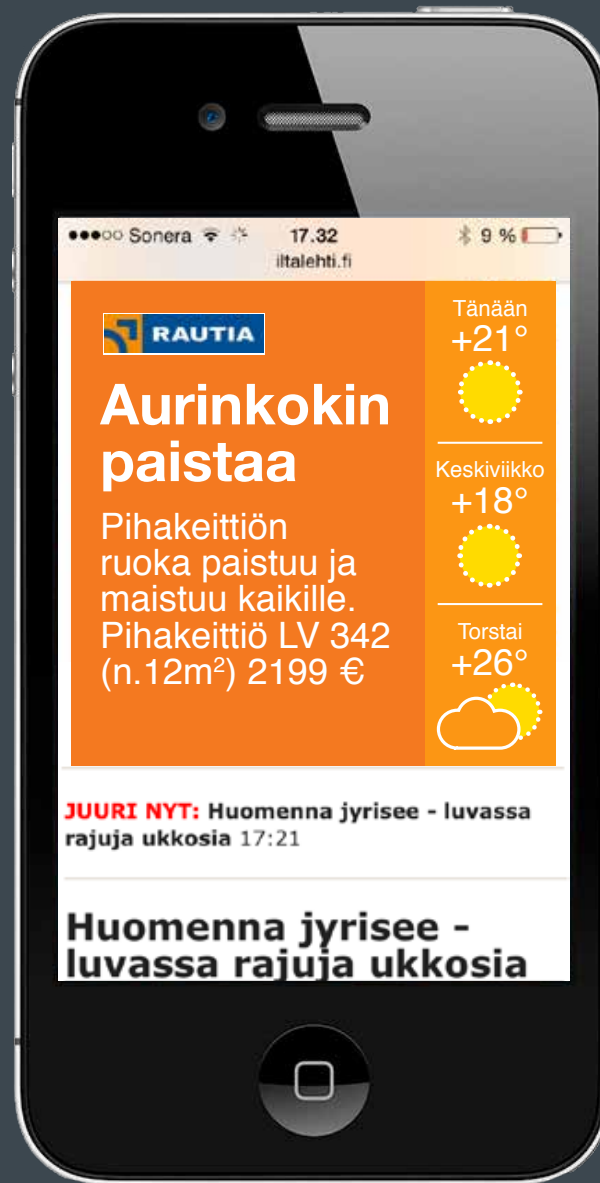 Sonera 17.32 9 %
iltalehti.fi
RAUTIA
Aurinkokin
paistaa
Pihakeittiön
ruoka paistuu ja
maistuu kaikille.
Pihakeittiö LV 342
(n.12m²) 2199 €
Tänään
+21°
Keskiviikko
+18°
Torstai
+26°
JUURI NYT: Huomenna jyrisee - luvassa
rajuja ukkosia 17:21
Huomenna jyrisee -
luvassa rajuja ukkosia